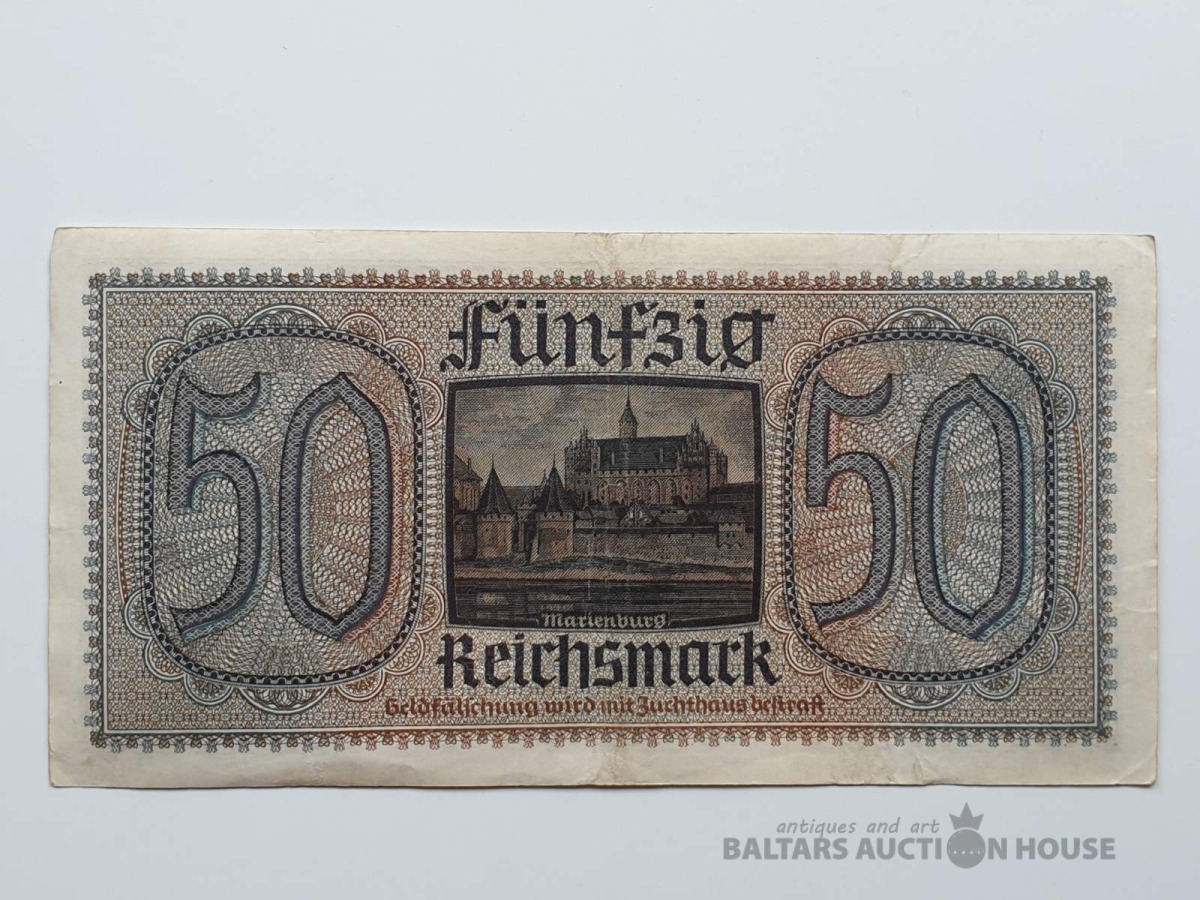 Fünfzig
50
50
Marienburg
Reichsmark
Geldfälschung wird mit Zuchthaus bestraft.
antiques and art
BALTARS AUCTION HOUSE